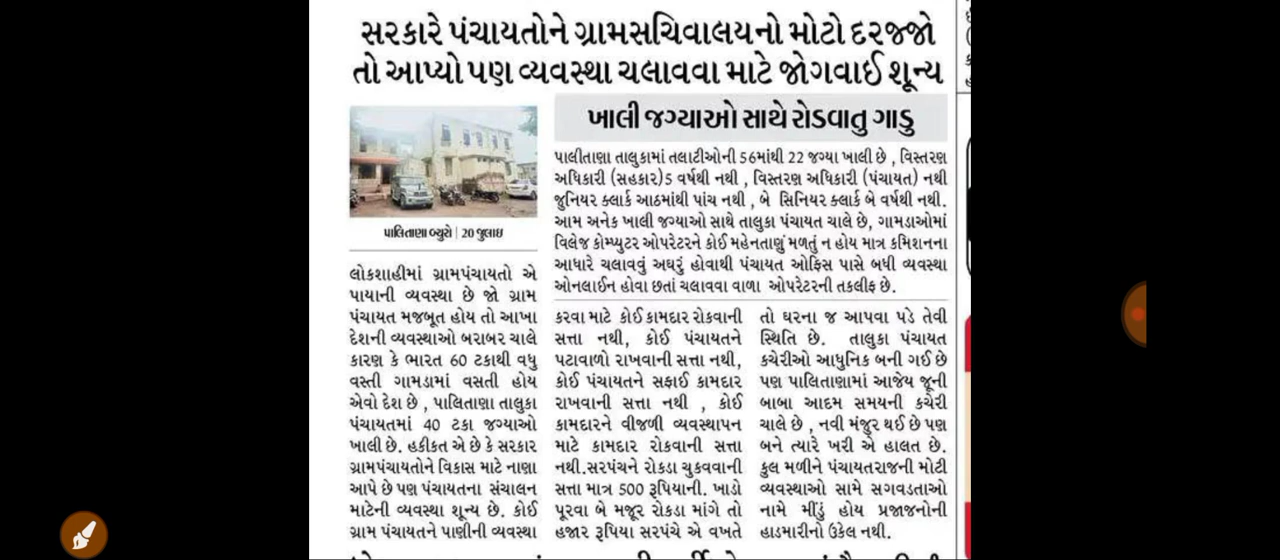 સરકારે પંચાયતોને ગ્રામસચિવાલયનો મોટો દરજ્જો
તો આપ્યો પણ વ્યવસ્થા ચલાવવા માટે જોગવાઈ શૂન્ય
પાલિતાણા બ્યુરો | 20 જુલાઇ
ખાલી જગ્યાઓ સાથે રોડવાતુ ગાડુ
પાલીતાણા તાલુકામાં તલાટીઓની 56માંથી 22 જગ્યા ખાલી છે , વિસ્તરણ
અધિકારી (સહકાર)5 વર્ષથી નથી , વિસ્તરણ અધિકારી (પંચાયત) નથી
જુનિયર ક્લાર્ક આઠમાંથી પાંચ નથી , બે સિનિયર ક્લાર્ક બે વર્ષથી નથી.
આમ અનેક ખાલી જગ્યાઓ સાથે તાલુકા પંચાયત ચાલે છે, ગામડાઓમાં
વિલેજ કોમ્પ્યુટર ઓપરેટરને કોઈ મહેનતાણું મળતું ન હોય માત્ર કમિશનના
આધારે ચલાવવું અઘરું હોવાથી પંચાયત ઓફિસ પાસે બધી વ્યવસ્થા
ઓનલાઈન હોવા છતાં ચલાવવા વાળા ઓપરેટરની તકલીફ છે.
લોકશાહીમાં ગ્રામપંચાયતો એ
પાયાની વ્યવસ્થા છે જો ગ્રામ
પંચાયત મજબૂત હોય તો આખા
દેશની વ્યવસ્થાઓ બરાબર ચાલે
કારણ કે ભારત 60 ટકાથી વધુ
વસ્તી ગામડામાં વસતી હોય
એવો દેશ છે , પાલિતાણા તાલુકા
પંચાયતમાં 40 ટકા જગ્યાઓ
ખાલી છે. હકીકત એ છે કે સરકાર
ગ્રામપંચાયતોને વિકાસ માટે નાણા
આપે છે પણ પંચાયતના સંચાલન
માટેની વ્યવસ્થા શૂન્ય છે. કોઈ
ગ્રામ પંચાયતને પાણીની વ્યવસ્થા
કરવા માટે કોઈ કામદાર રોકવાની
સત્તા નથી, કોઈ પંચાયતને
પટાવાળો રાખવાની સત્તા નથી,
કોઈ પંચાયતને સફાઈ કામદાર
રાખવાની સત્તા નથી , કોઈ
કામદારને વીજળી વ્યવસ્થાપન
માટે કામદાર રોકવાની સત્તા
નથી.સરપંચને રોકડા ચુકવવાની
સત્તા માત્ર 500 રૂપિયાની. ખાડો
પૂરવા બે મજૂર રોકડા માંગે તો
હજાર રૂપિયા સરપંચે એ વખતે
તો ઘરના જ આપવા પડે તેવી
સ્થિતિ છે. તાલુકા પંચાયત
કચેરીઓ આધુનિક બની ગઈ છે
પણ પાલિતાણામાં આજેય જૂની
બાબા આદમ સમયની કચેરી
ચાલે છે , નવી મંજુર થઈ છે પણ
બને ત્યારે ખરી એ હાલત છે.
કુલ મળીને પંચાયતરાજની મોટી
વ્યવસ્થાઓ સામે સગવડતાઓ
નામે મીંડું હોય પ્રજાજનોની
હાડમારીનો ઉકેલ નથી.